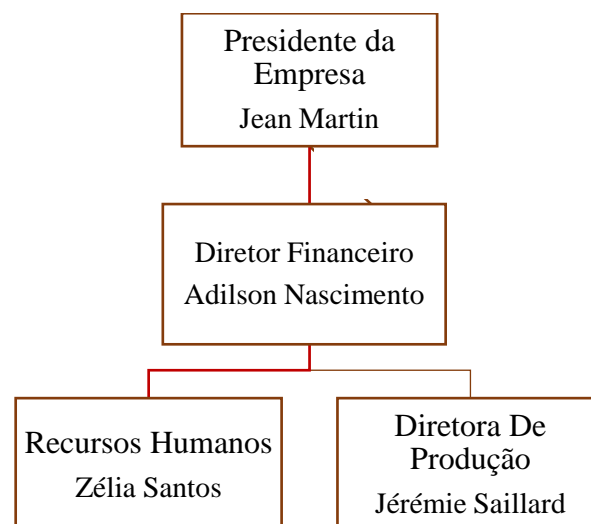 Presidente da
Empresa
Jean Martin
Diretor Financeiro
Adilson Nascimento
Recursos Humanos
Zélia Santos
Diretora De
Produção
Jérémie Saillard